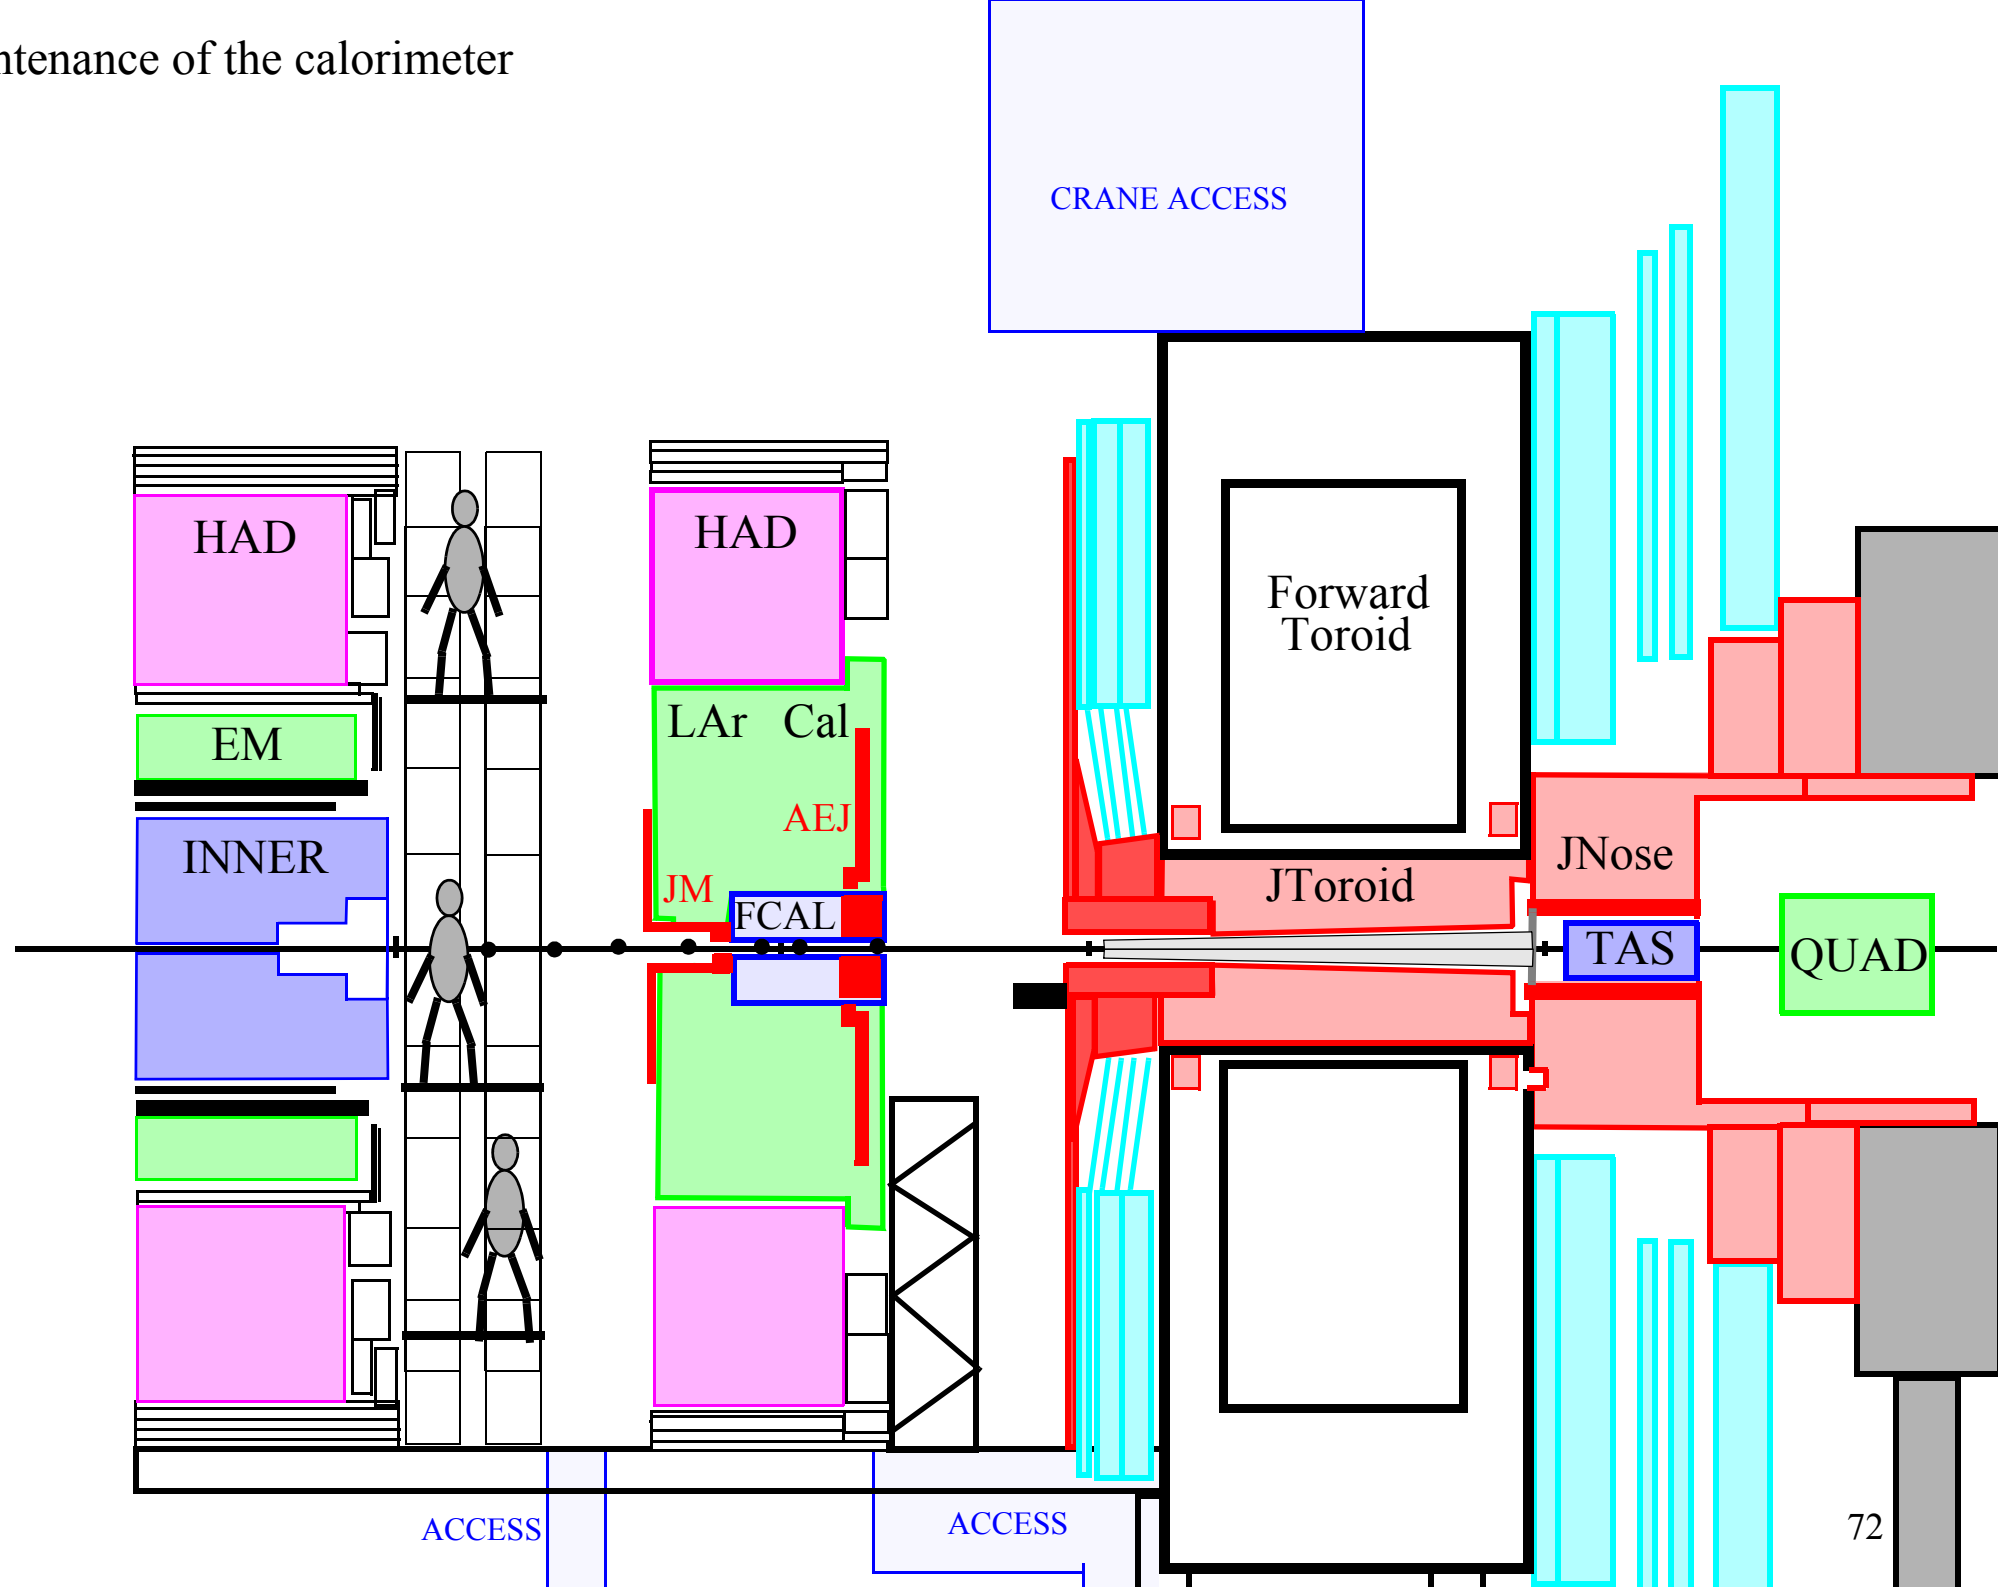 ntenance of the calorimeter
CRANE ACCESS
HAD
HAD
Forward
Toroid
LAr Cal
EM
AEJ
INNER
JM
FCAL
JToroid
JNose
TAS
QUAD
ACCESS
ACCESS
72